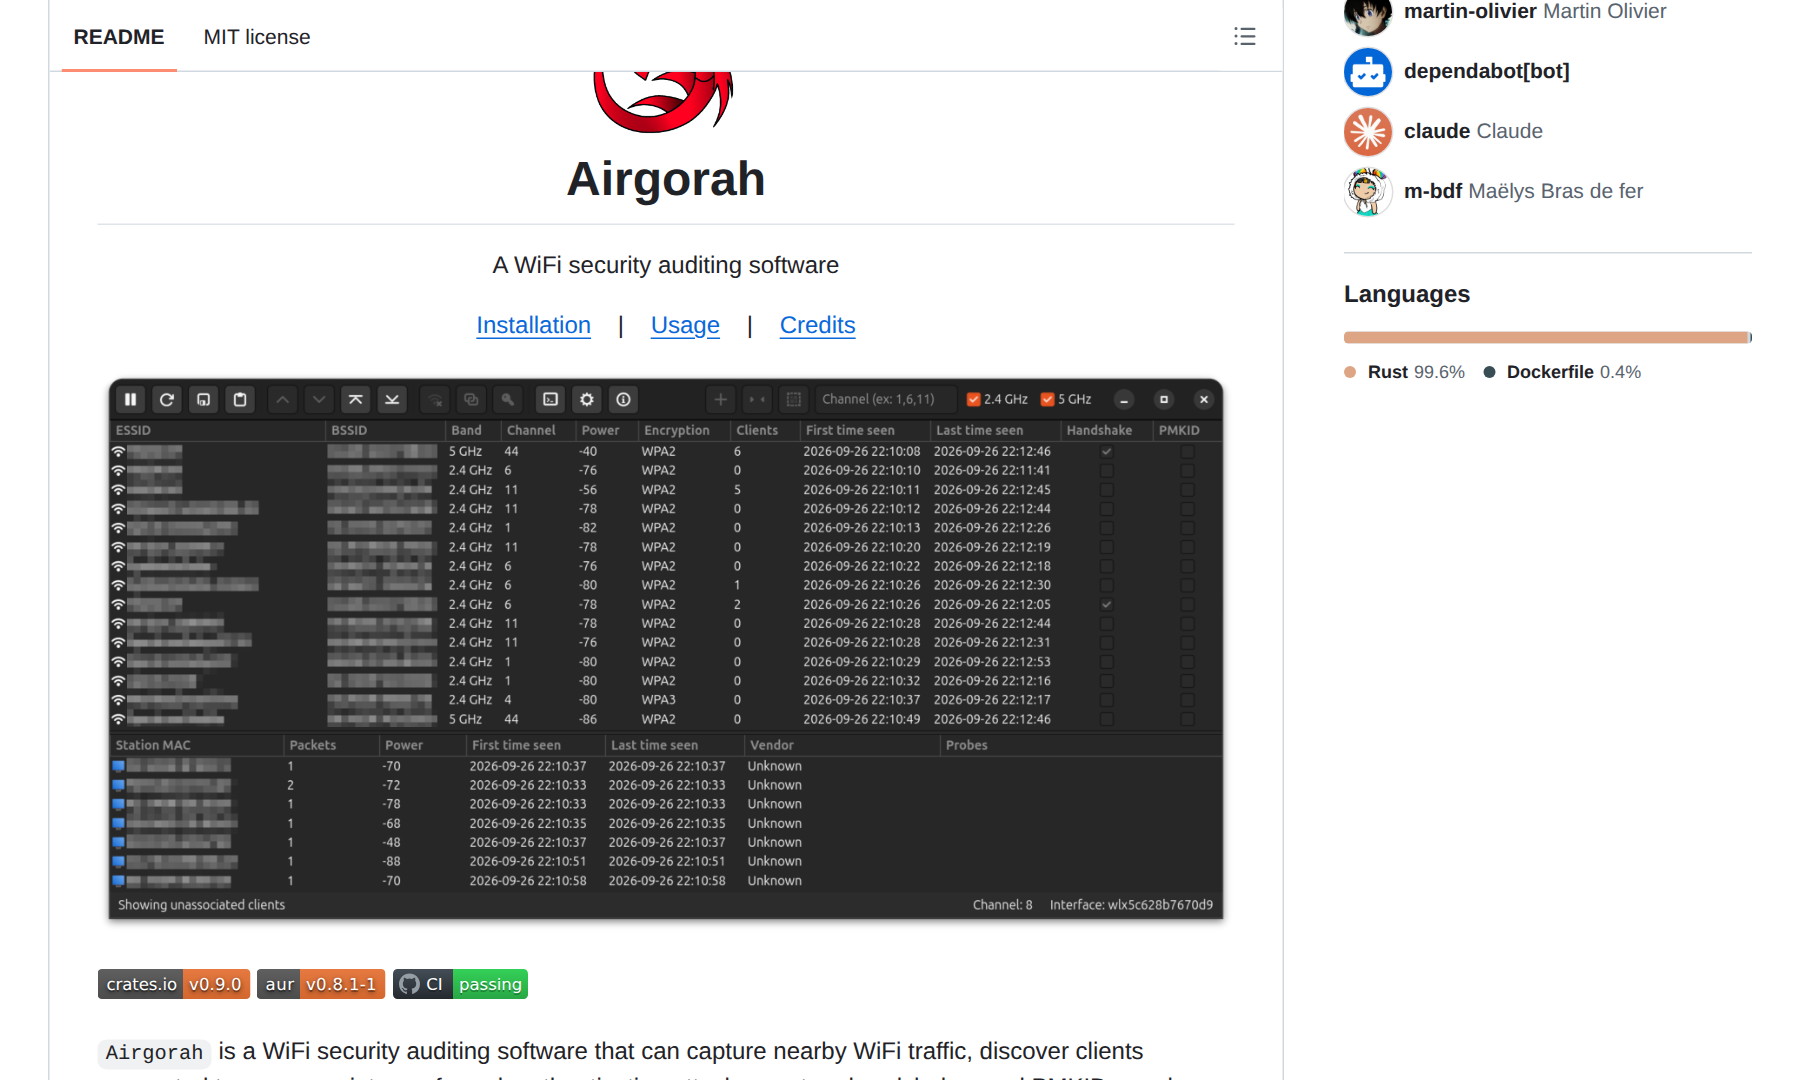 README MIT license
Airgorah
A WiFi security auditing software
Installation | Usage | Credits
Channel (ex: 1,6,11) 2.4 GHz 5 GHz
ESSID BSSID Band Channel Power Encryption Clients First time seen Last time seen Handshake PMKID
5 GHz 44 -40 WPA2 6 2026-09-26 22:10:08 2026-09-26 22:12:46
2.4 GHz 6 -76 WPA2 0 2026-09-26 22:10:10 2026-09-26 22:11:41
2.4 GHz 11 -56 WPA2 5 2026-09-26 22:10:11 2026-09-26 22:12:45
2.4 GHz 11 -78 WPA2 0 2026-09-26 22:10:12 2026-09-26 22:12:44
2.4 GHz 1 -82 WPA2 0 2026-09-26 22:10:13 2026-09-26 22:12:26
2.4 GHz 11 -78 WPA2 0 2026-09-26 22:10:20 2026-09-26 22:12:19
2.4 GHz 6 -76 WPA2 0 2026-09-26 22:10:22 2026-09-26 22:12:18
2.4 GHz 6 -80 WPA2 1 2026-09-26 22:10:26 2026-09-26 22:12:30
2.4 GHz 6 -78 WPA2 2 2026-09-26 22:10:26 2026-09-26 22:12:05
2.4 GHz 11 -78 WPA2 0 2026-09-26 22:10:28 2026-09-26 22:12:44
2.4 GHz 11 -76 WPA2 0 2026-09-26 22:10:28 2026-09-26 22:12:31
2.4 GHz 1 -80 WPA2 0 2026-09-26 22:10:29 2026-09-26 22:12:53
2.4 GHz 1 -80 WPA2 0 2026-09-26 22:10:32 2026-09-26 22:12:16
2.4 GHz 4 -80 WPA3 0 2026-09-26 22:10:37 2026-09-26 22:12:17
5 GHz 44 -86 WPA2 0 2026-09-26 22:10:49 2026-09-26 22:12:46
Station MAC Packets Power First time seen Last time seen Vendor Probes
1 -70 2026-09-26 22:10:37 2026-09-26 22:10:37 Unknown
2 -72 2026-09-26 22:10:33 2026-09-26 22:10:33 Unknown
1 -78 2026-09-26 22:10:33 2026-09-26 22:10:33 Unknown
1 -68 2026-09-26 22:10:35 2026-09-26 22:10:35 Unknown
1 -48 2026-09-26 22:10:37 2026-09-26 22:10:37 Unknown
1 -88 2026-09-26 22:10:51 2026-09-26 22:10:51 Unknown
1 -70 2026-09-26 22:10:58 2026-09-26 22:10:58 Unknown
Showing unassociated clients Channel: 8 Interface: wlx5c628b7670d9
crates.io v0.9.0 aur v0.8.1-1 CI passing
Airgorah is a WiFi security auditing software that can capture nearby WiFi traffic, discover clients
martin-olivier Martin Olivier
dependabot[bot]
claude Claude
m-bdf Maëlys Bras de fer
Languages
Rust 99.6% Dockerfile 0.4%